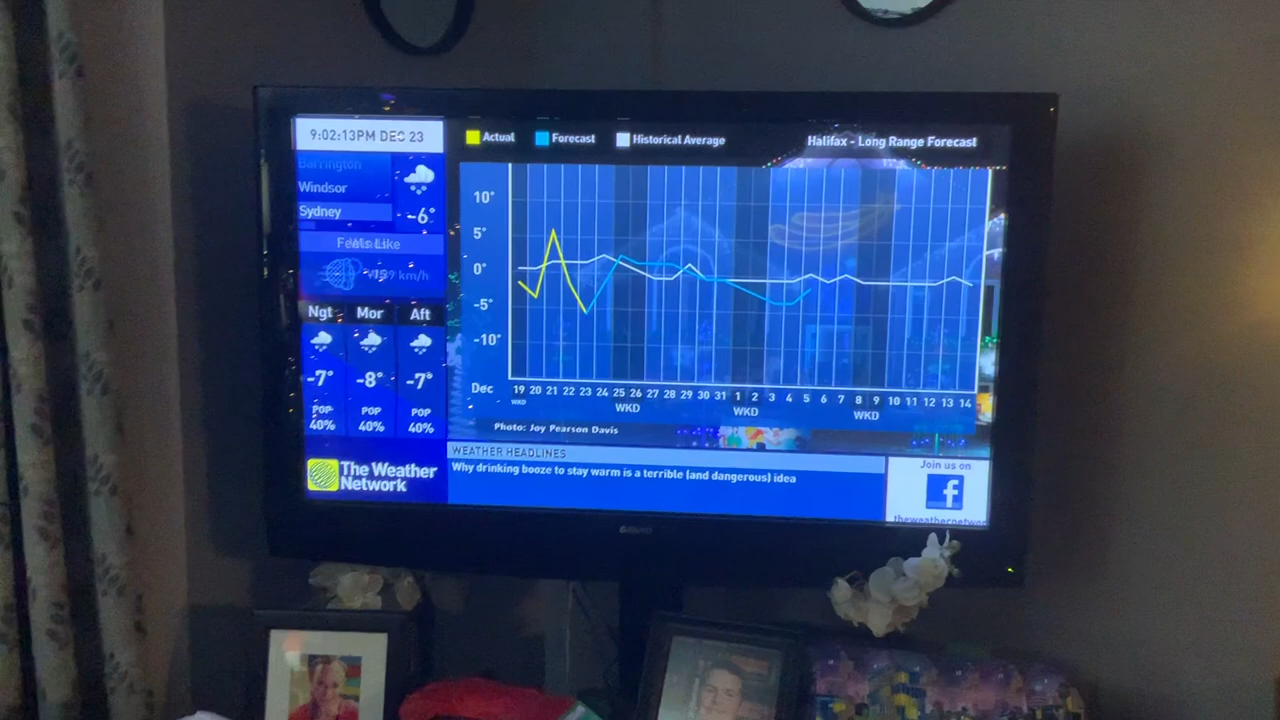 9:02:13PM DEC 23
Actual
Forecast
Historical Average
Halifax - Long Range Forecast
Barrington
Windsor
Sydney
-6°
Feels Like
km/h
Ngt Mor Aft
-7° -8° -7°
POP POP POP
40% 40% 40%
The Weather
Network
10°
5°
0°
-5°
-10°
Dec 19 20 21 22 23 24 25 26 27 28 29 30 31 1 2 3 4 5 6 7 8 9 10 11 12 13 14
WKD WKD WKD WKD
Photo: Joy Pearson Davis
WEATHER HEADLINES
Why drinking booze to stay warm is a terrible (and dangerous) idea
Join us on
f
theweathernetwor